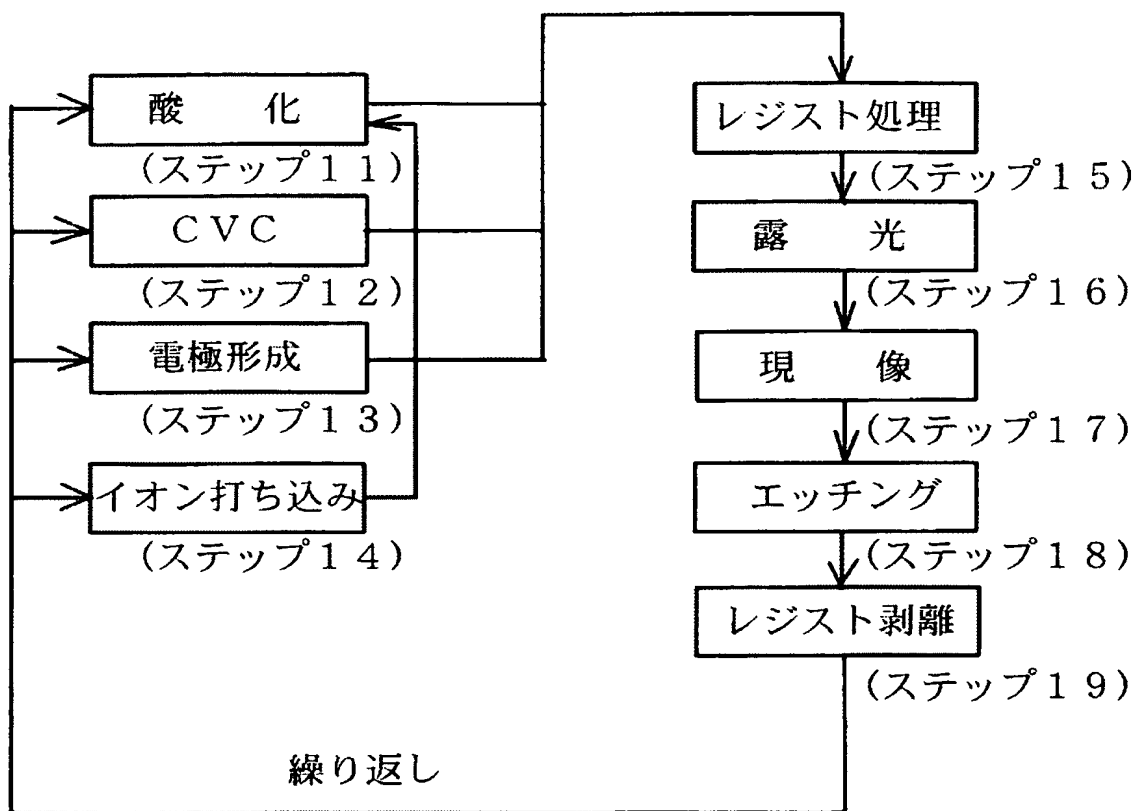 酸　　化
(ステップ１１)
ＣＶＣ
(ステップ１２)
電極形成
(ステップ１３)
イオン打ち込み
(ステップ１４)
レジスト処理
(ステップ１５)
露　　光
(ステップ１６)
現　　像
(ステップ１７)
エッチング
(ステップ１８)
レジスト剥離
(ステップ１９)
繰り返し